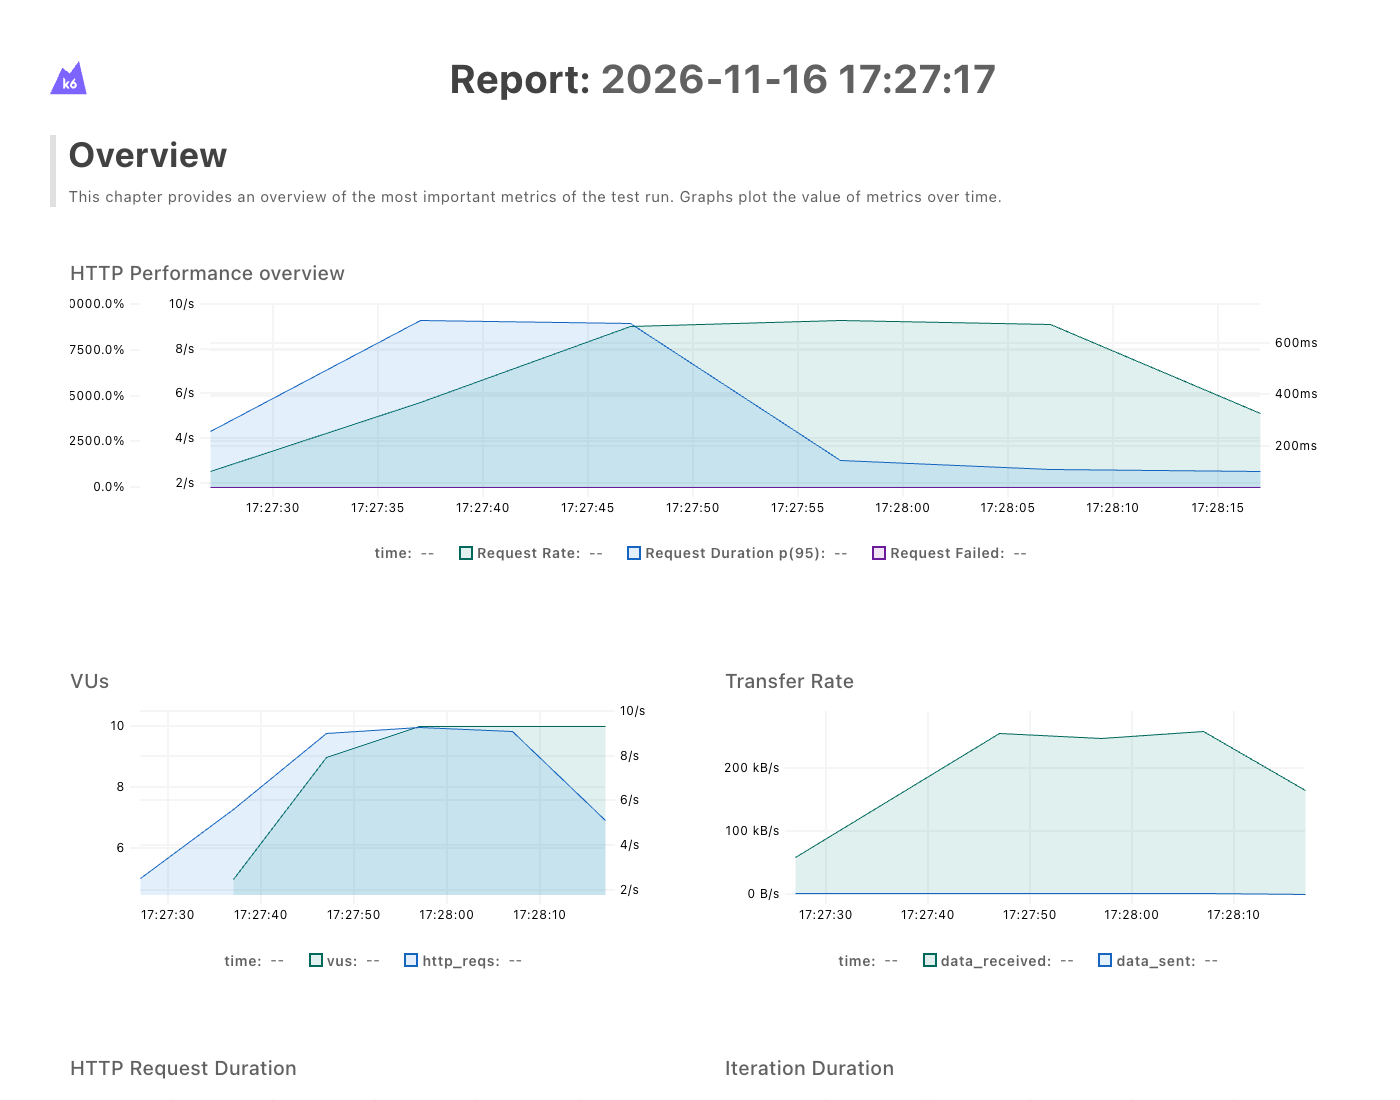 k6
Report: 2026-11-16 17:27:17
Overview
This chapter provides an overview of the most important metrics of the test run. Graphs plot the value of metrics over time.
HTTP Performance overview
0000.0% 10/s
7500.0% 8/s 600ms
5000.0% 6/s 400ms
2500.0% 4/s 200ms
0.0% 2/s
17:27:30 17:27:35 17:27:40 17:27:45 17:27:50 17:27:55 17:28:00 17:28:05 17:28:10 17:28:15
time: -- Request Rate: -- Request Duration p(95): -- Request Failed: --
VUs
10/s
10
8/s
8
6/s
6 4/s
2/s
17:27:30 17:27:40 17:27:50 17:28:00 17:28:10
time: -- vus: -- http_reqs: --
Transfer Rate
200 kB/s
100 kB/s
0 B/s
17:27:30 17:27:40 17:27:50 17:28:00 17:28:10
time: -- data_received: -- data_sent: --
HTTP Request Duration
Iteration Duration